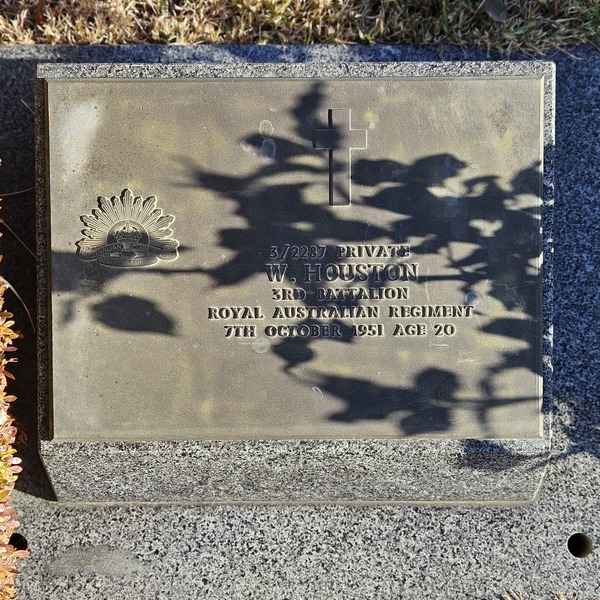 3/2287 PRIVATE
W. HOUSTON
3RD BATTALION
ROYAL AUSTRALIAN REGIMENT
7TH OCTOBER 1951 AGE 20